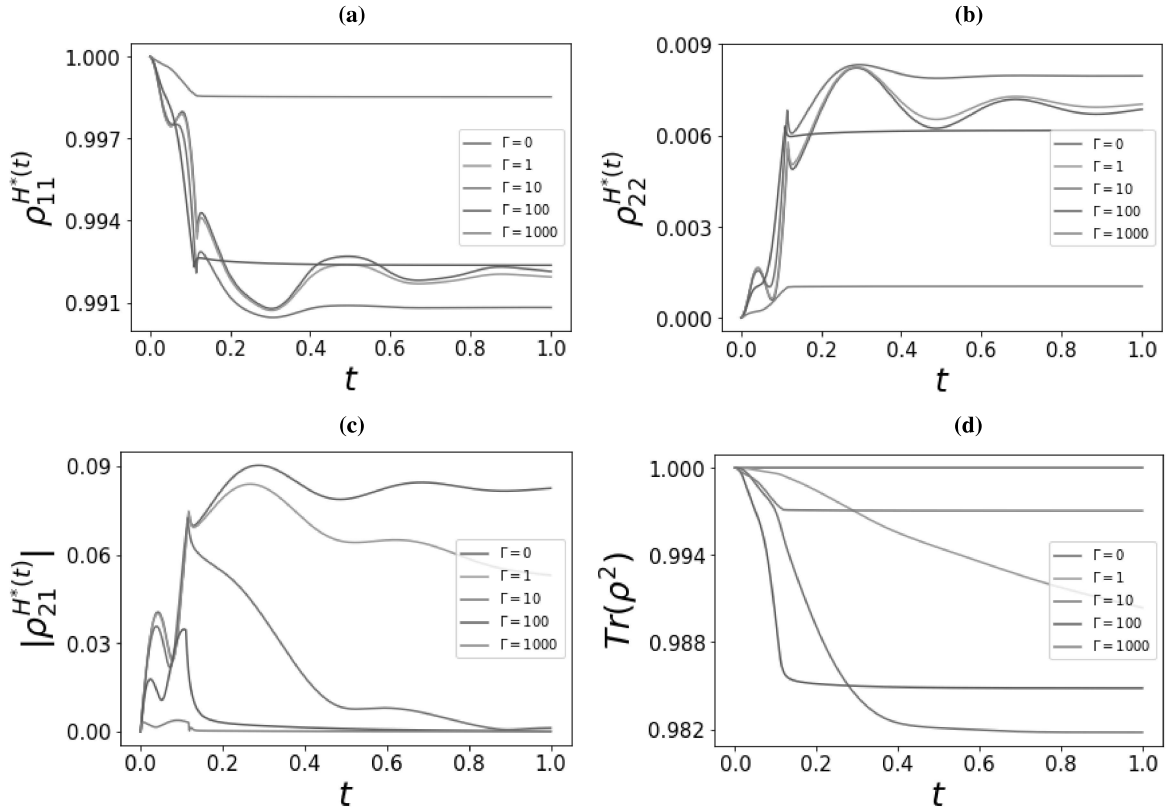 (a)
1.000
0.997
0.994
0.991
ρ₁₁^{H*(t)}
Γ = 0
Γ = 1
Γ = 10
Γ = 100
Γ = 1000
0.0 0.2 0.4 0.6 0.8 1.0
t
(b)
0.009
0.006
0.003
0.000
ρ₂₂^{H*(t)}
Γ = 0
Γ = 1
Γ = 10
Γ = 100
Γ = 1000
0.0 0.2 0.4 0.6 0.8 1.0
t
(c)
0.09
0.06
0.03
0.00
|ρ₂₁^{H*(t)}|
Γ = 0
Γ = 1
Γ = 10
Γ = 100
Γ = 1000
0.0 0.2 0.4 0.6 0.8 1.0
t
(d)
1.000
0.994
0.988
0.982
Tr(ρ²)
Γ = 0
Γ = 1
Γ = 10
Γ = 100
Γ = 1000
0.0 0.2 0.4 0.6 0.8 1.0
t